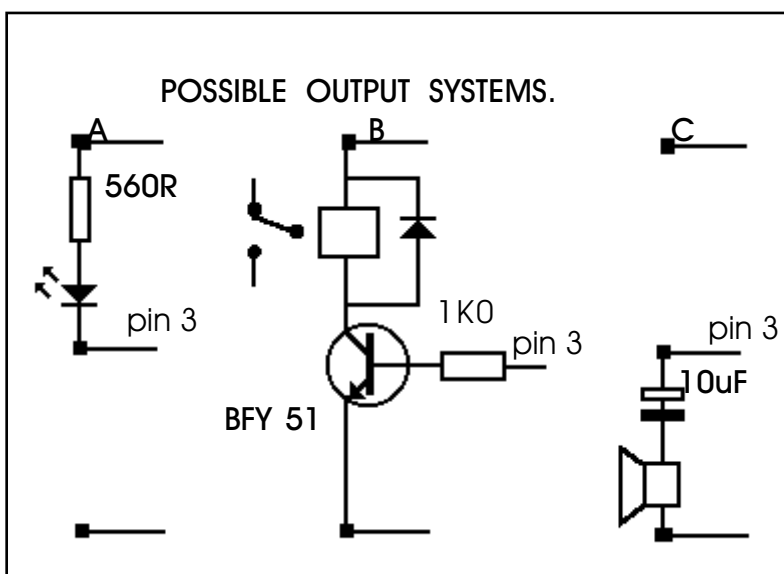 POSSIBLE OUTPUT SYSTEMS.
A
B
C
560R
pin 3
1K0
pin 3
pin 3
10uF
BFY 51